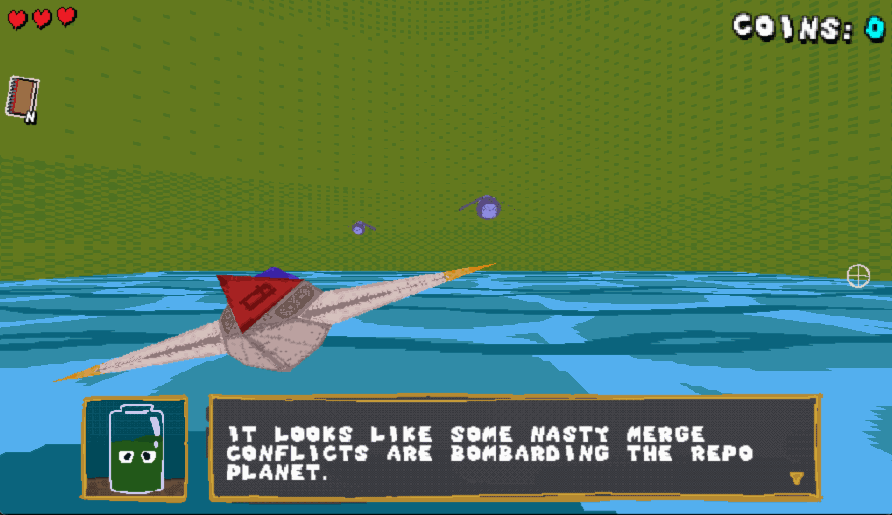 COINS: 0
N
IT LOOKS LIKE SOME NASTY MERGE
CONFLICTS ARE BOMBARDING THE REPO
PLANET.